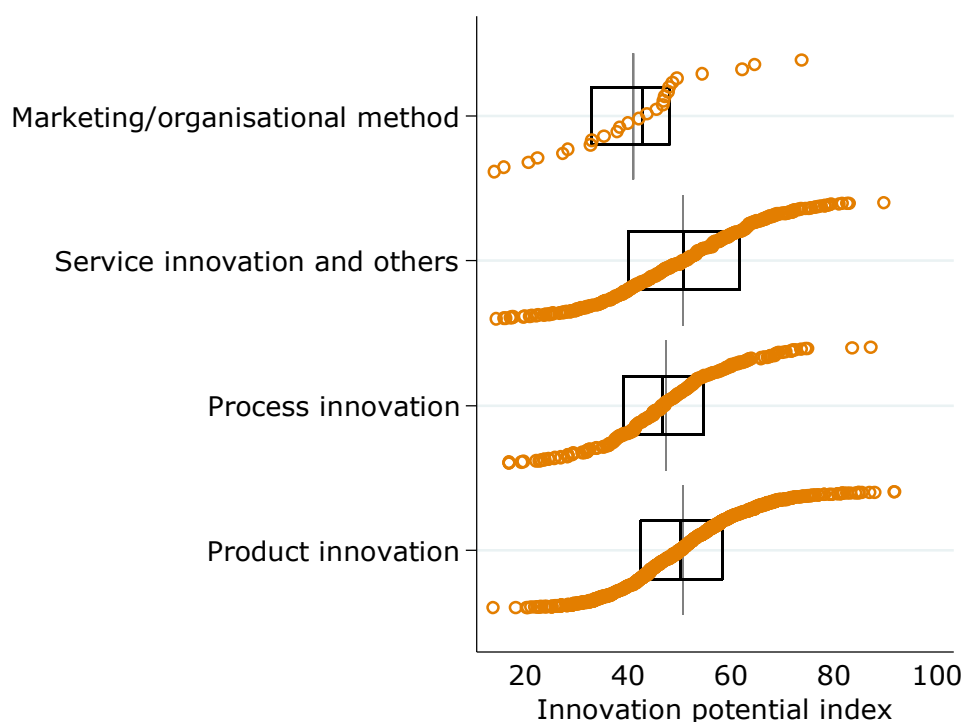 Marketing/organisational method
Service innovation and others
Process innovation
Product innovation
20 40 60 80 100
Innovation potential index